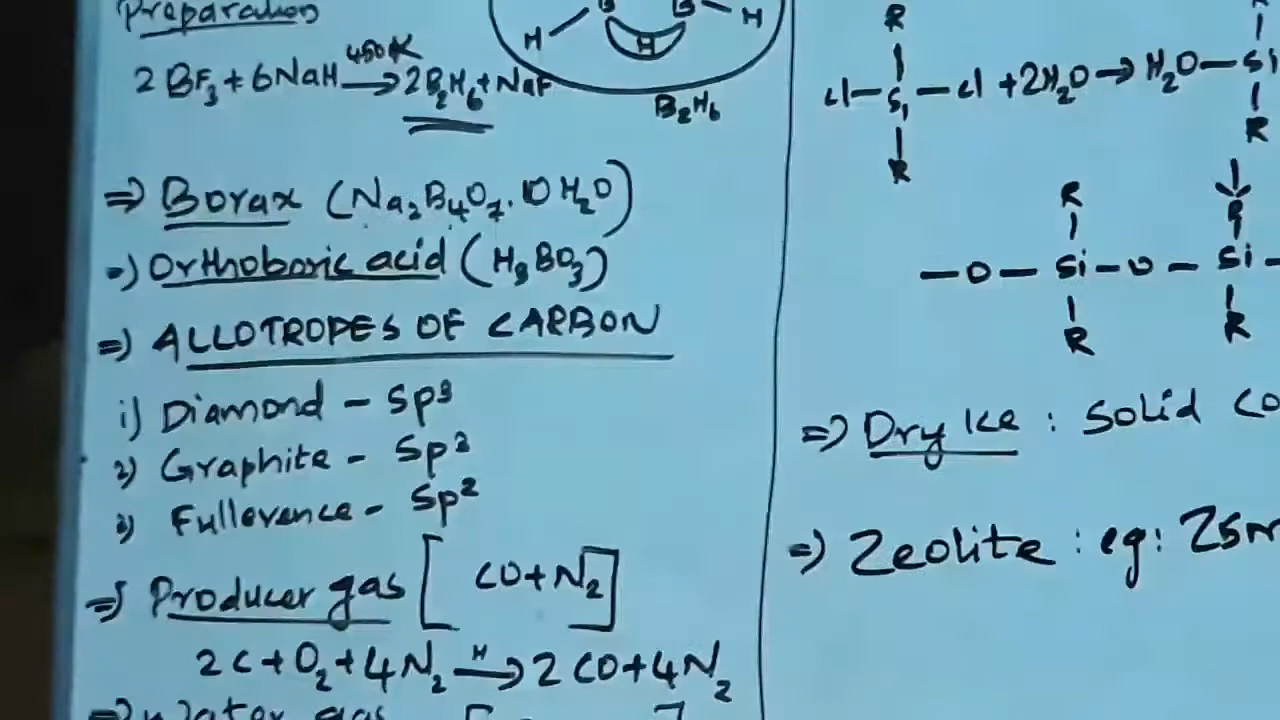 Preparation
2BF₃ + 6NaH 450K → 2B₂H₆ + NaF
H B B H
H
B₂H₆
⇒ Borax (Na₂B₄O₇.10H₂O)
⇒) Orthoboric acid (H₃BO₃)
⇒) ALLOTROPES OF CARBON
i) Diamond - Sp³
2) Graphite - Sp²
3) Fullerence - Sp²
⇒) Producer gas [CO+N₂]
2C+O₂+4N₂ H → 2CO+4N₂
⇒) Water gas
R
Cl-Si-Cl + 2H₂O → H₂O-Si
R R
R R
-O-Si-O-Si-
R R
⇒) Dry Ice : Solid CO
⇒) Zeolite : eg: ZSM